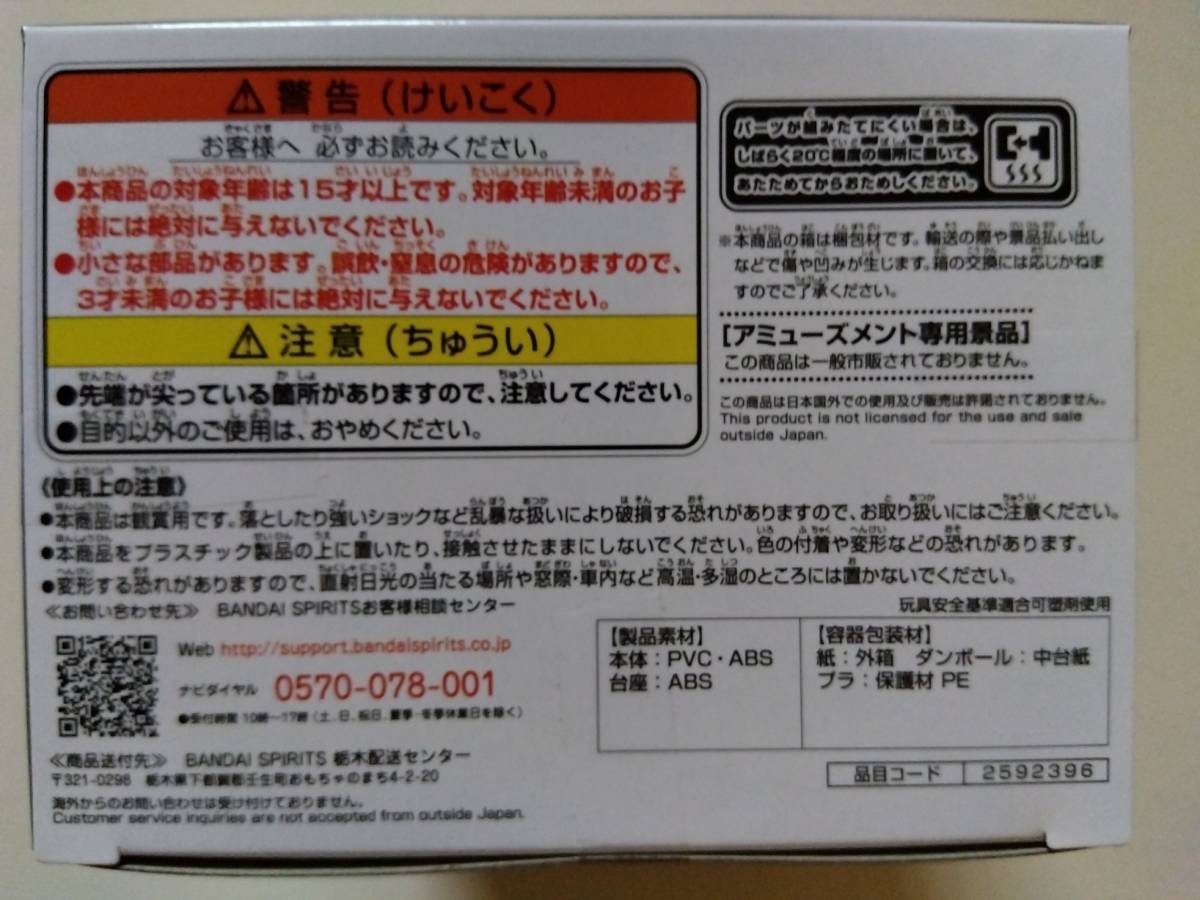 ⚠警告(けいこく)
お客様へ 必ずお読みください。
●本商品の対象年齢は15才以上です。対象年齢未満のお子
様には絶対に与えないでください。
●小さな部品があります。誤飲・窒息の危険がありますので、
3才未満のお子様には絶対に与えないでください。
⚠注意(ちゅうい)
●先端が尖っている箇所がありますので、注意してください。
●目的以外のご使用は、おやめください。
パーツが組みたてにくい場合は、
しばらく20℃程度の場所に置いて、
あたためてからおためしください。
※本商品の箱は梱包材です。輸送の際や景品払い出し
などで傷や凹みが生じます。箱の交換には応じかねま
すのでご了承ください。
【アミューズメント専用景品】
この商品は一般市販されておりません。
この商品は日本国外での使用及び販売は許諾されておりません。
This product is not licensed for the use and sale
outside Japan.
《使用上の注意》
●本商品は観賞用です。落としたり強いショックなど乱暴な扱いにより破損する恐れがありますので、お取り扱いにはご注意ください。
●本商品をプラスチック製品の上に置いたり、接触させたままにしないでください。色の付着や変形などの恐れがあります。
●変形する恐れがありますので、直射日光の当たる場所や窓際・車内など高温・多湿のところには置かないでください。
≪お問い合わせ先≫ BANDAI SPIRITSお客様相談センター
Web http://support.bandaispirits.co.jp
ナビダイヤル 0570-078-001
●受付時間 10時〜17時(土、日、祝日、夏季・冬季休業日を除く)
≪商品送付先≫ BANDAI SPIRITS 栃木配送センター
〒321-0298 栃木県下都賀郡壬生町おもちゃのまち4-2-20
海外からのお問い合わせは受け付けておりません。
Customer service inquiries are not accepted from outside Japan.
玩具安全基準適合可塑剤使用
【製品素材】
本体:PVC・ABS
台座:ABS
【容器包装材】
紙:外箱 ダンボール:中台紙
プラ:保護材 PE
品目コード 2592396